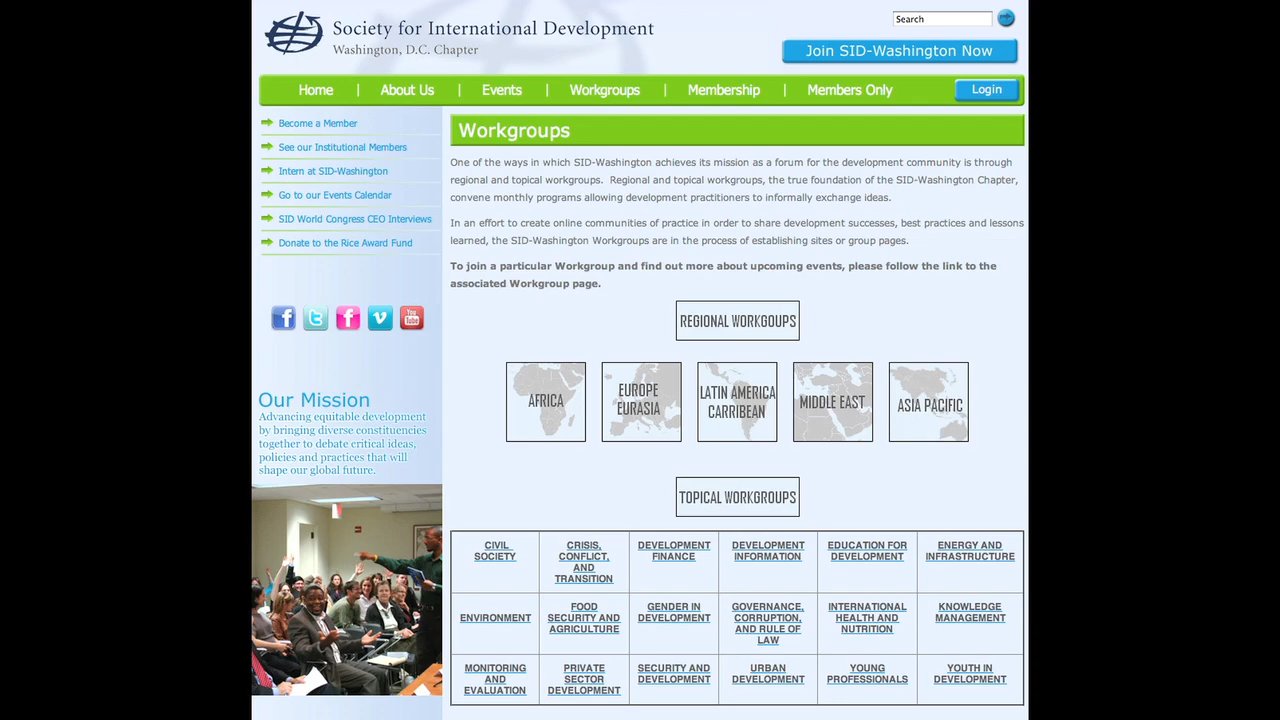 Society for International Development
Washington, D.C. Chapter
Search
Join SID-Washington Now
Home | About Us | Events | Workgroups | Membership | Members Only
Login
Become a Member
See our Institutional Members
Intern at SID-Washington
Go to our Events Calendar
SID World Congress CEO Interviews
Donate to the Rice Award Fund
f t f v You Tube
Our Mission
Advancing equitable development
by bringing diverse constituencies
together to debate critical ideas,
policies and practices that will
shape our global future.
Workgroups
One of the ways in which SID-Washington achieves its mission as a forum for the development community is through
regional and topical workgroups. Regional and topical workgroups, the true foundation of the SID-Washington Chapter,
convene monthly programs allowing development practitioners to informally exchange ideas.
In an effort to create online communities of practice in order to share development successes, best practices and lessons
learned, the SID-Washington Workgroups are in the process of establishing sites or group pages.
To join a particular Workgroup and find out more about upcoming events, please follow the link to the
associated Workgroup page.
REGIONAL WORKGOUPS
AFRICA
EUROPE
EURASIA
LATIN AMERICA
CARRIBEAN
MIDDLE EAST
ASIA PACIFIC
TOPICAL WORKGROUPS
CIVIL
SOCIETY
CRISIS,
CONFLICT,
AND
TRANSITION
DEVELOPMENT
FINANCE
DEVELOPMENT
INFORMATION
EDUCATION FOR
DEVELOPMENT
ENERGY AND
INFRASTRUCTURE
ENVIRONMENT
FOOD
SECURITY AND
AGRICULTURE
GENDER IN
DEVELOPMENT
GOVERNANCE,
CORRUPTION,
AND RULE OF
LAW
INTERNATIONAL
HEALTH AND
NUTRITION
KNOWLEDGE
MANAGEMENT
MONITORING
AND
EVALUATION
PRIVATE
SECTOR
DEVELOPMENT
SECURITY AND
DEVELOPMENT
URBAN
DEVELOPMENT
YOUNG
PROFESSIONALS
YOUTH IN
DEVELOPMENT